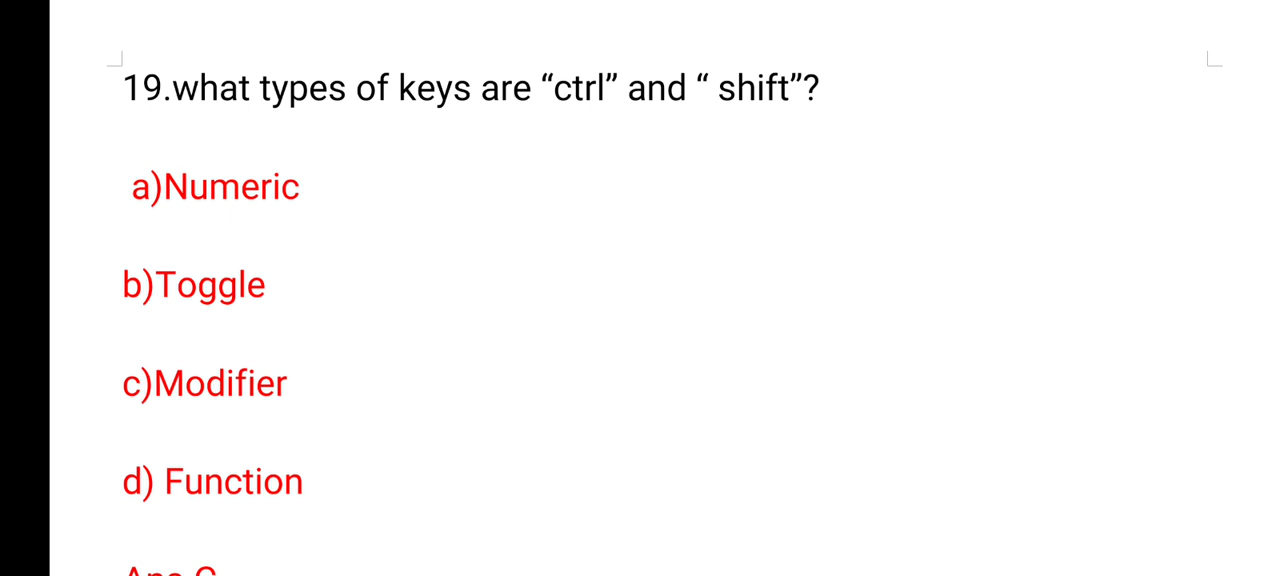 19.what types of keys are “ctrl” and “ shift”?
a)Numeric
b)Toggle
c)Modifier
d) Function